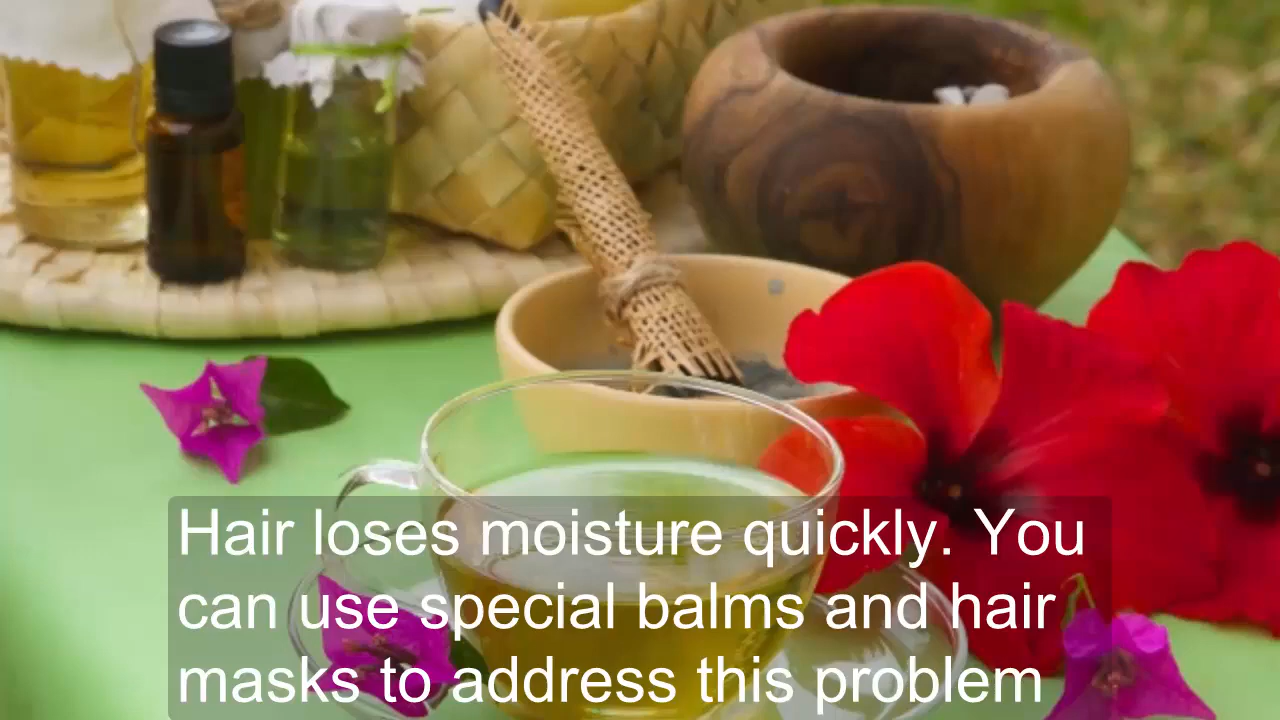 Hair loses moisture quickly. You
can use special balms and hair
masks to address this problem